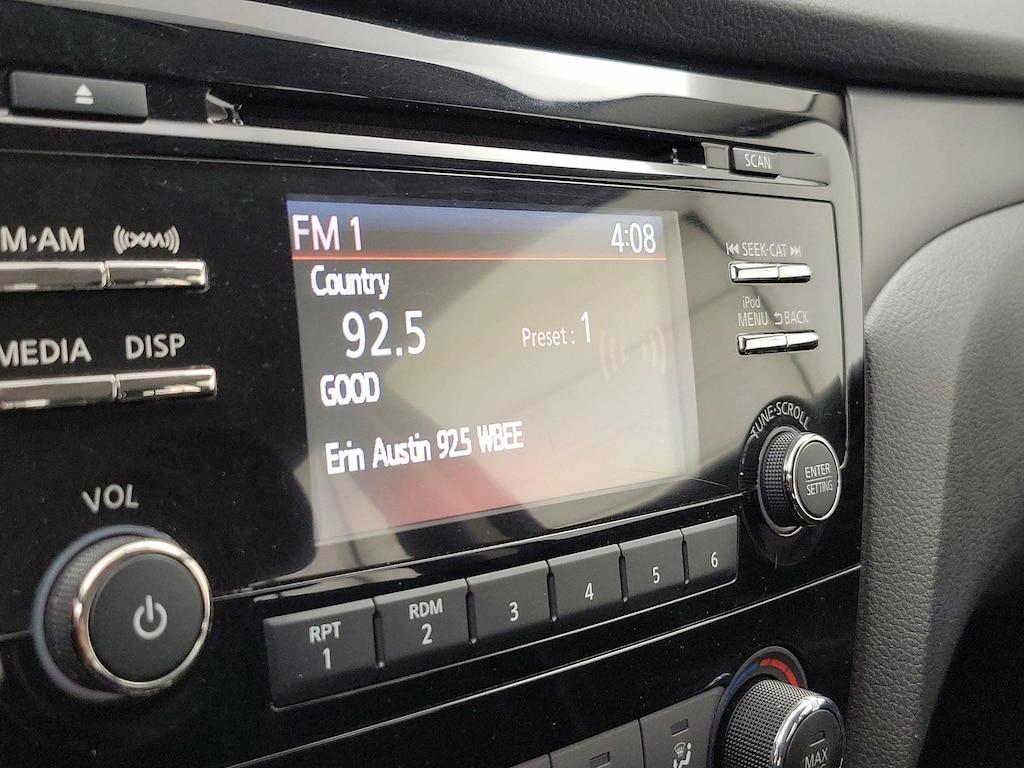 SCAN
M·AM
((XM))
MEDIA
DISP
VOL
FM 1
4:08
Country
92.5
Preset : 1
GOOD
Erin Austin 92.5 WBEE
SEEK·CAT
iPod
MENU
BACK
TUNE·SCROLL
ENTER
SETTING
RPT
1
RDM
2
3
4
5
6
MAX